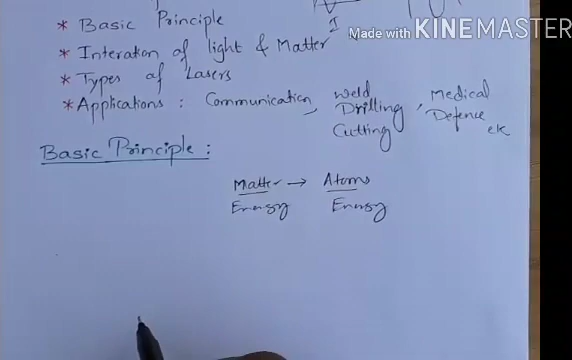 * Basic Principle
I
Made with KINEMASTER
* Interation of light & Matter
* Types of Lasers
* Applications : Communication, Weld Drilling Cutting, Medical Defence etc
Basic Principle :
Matter → Atoms
Energy Energy